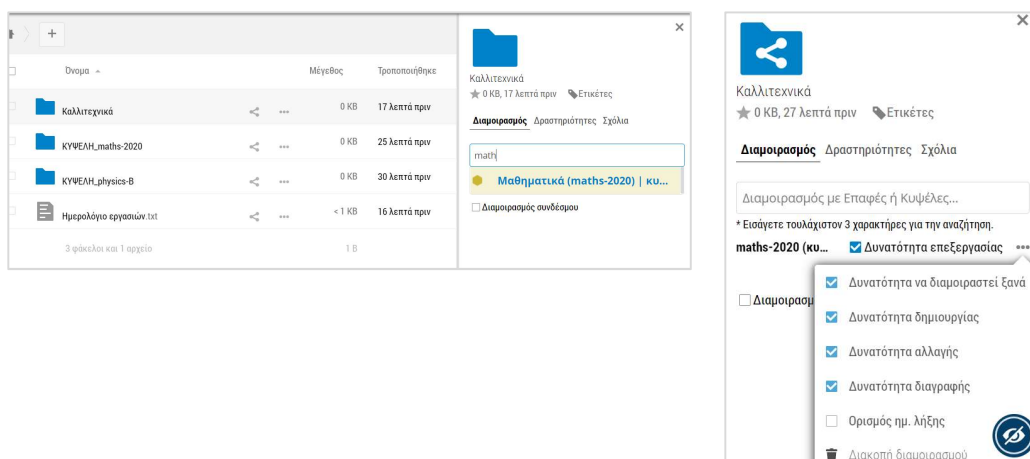 +
Όνομα Μέγεθος Τροποποιήθηκε
Καλλιτεχνικά 0 KB 17 λεπτά πριν
ΚΥΨΕΛΗ_maths-2020 0 KB 25 λεπτά πριν
ΚΥΨΕΛΗ_physics-B 0 KB 30 λεπτά πριν
Ημερολόγιο εργασιών.txt < 1 KB 16 λεπτά πριν
3 φάκελοι και 1 αρχείο 1 B
×
Καλλιτεχνικά
0 KB, 17 λεπτά πριν Ετικέτες
Διαμοιρασμός Δραστηριότητες Σχόλια
math
Μαθηματικά (maths-2020) | κυ...
Διαμοιρασμός συνδέσμου
×
Καλλιτεχνικά
0 KB, 27 λεπτά πριν Ετικέτες
Διαμοιρασμός Δραστηριότητες Σχόλια
Διαμοιρασμός με Επαφές ή Κυψέλες...
* Εισάγετε τουλάχιστον 3 χαρακτήρες για την αναζήτηση.
maths-2020 (κυ... Δυνατότητα επεξεργασίας ...
Δυνατότητα να διαμοιραστεί ξανά
Διαμοιρασμ
Δυνατότητα δημιουργίας
Δυνατότητα αλλαγής
Δυνατότητα διαγραφής
Ορισμός ημ. λήξης
Διακοπή διαμοιρασμού